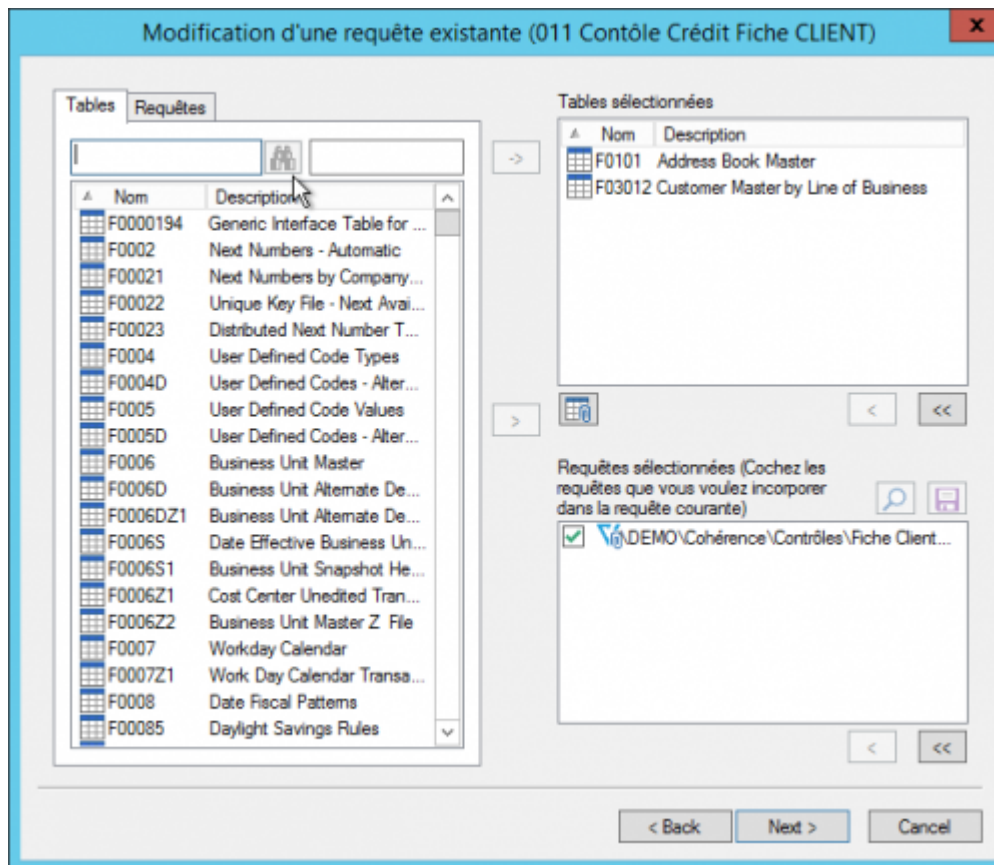 Modification d'une requête existante (011 Contôle Crédit Fiche CLIENT)
x
Tables
Requêtes
Nom Description
F0000194 Generic Interface Table for ...
F0002 Next Numbers - Automatic
F00021 Next Numbers by Company...
F00022 Unique Key File - Next Avai...
F00023 Distributed Next Number T...
F0004 User Defined Code Types
F0004D User Defined Codes - Alter...
F0005 User Defined Code Values
F0005D User Defined Codes - Alter...
F0006 Business Unit Master
F0006D Business Unit Alternate De...
F0006DZ1 Business Unit Alternate De...
F0006S Date Effective Business Un...
F0006S1 Business Unit Snapshot He...
F0006Z1 Cost Center Unedited Tran...
F0006Z2 Business Unit Master Z File
F0007 Workday Calendar
F0007Z1 Work Day Calendar Transa...
F0008 Date Fiscal Patterns
F00085 Daylight Savings Rules
->
>
Tables sélectionnées
Nom Description
F0101 Address Book Master
F03012 Customer Master by Line of Business
< <<
Requêtes sélectionnées (Cochez les
requêtes que vous voulez incorporer
dans la requête courante)
\DEMO\Cohérence\Contrôles\Fiche Client...
< <<
< Back Next > Cancel